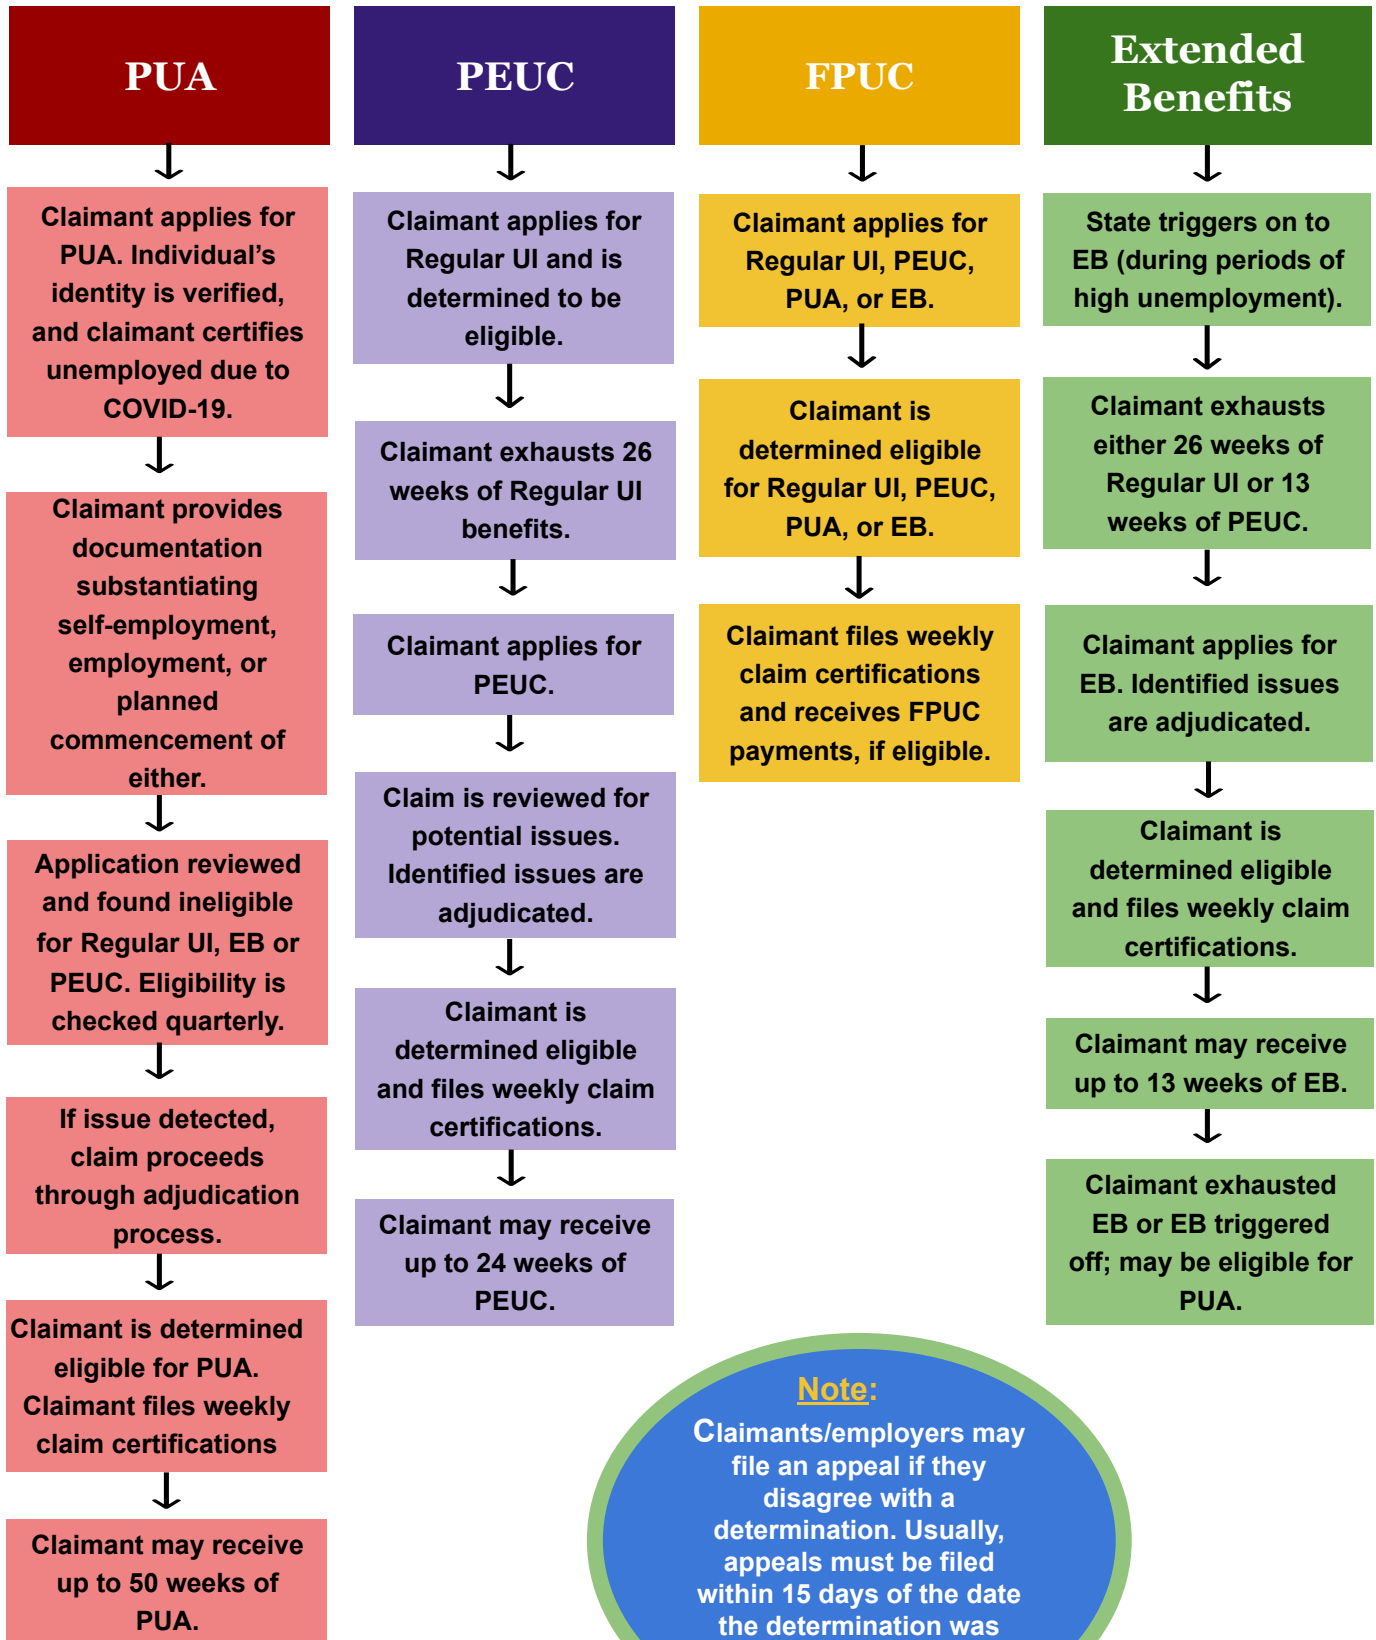 PUA
Claimant applies for
PUA. Individual's
identity is verified,
and claimant certifies
unemployed due to
COVID-19.
Claimant provides
documentation
substantiating
self-employment,
employment, or
planned
commencement of
either.
Application reviewed
and found ineligible
for Regular UI, EB or
PEUC. Eligibility is
checked quarterly.
If issue detected,
claim proceeds
through adjudication
process.
Claimant is determined
eligible for PUA.
Claimant files weekly
claim certifications
Claimant may receive
up to 50 weeks of
PUA.
PEUC
Claimant applies for
Regular UI and is
determined to be
eligible.
Claimant exhausts 26
weeks of Regular UI
benefits.
Claimant applies for
PEUC.
Claim is reviewed for
potential issues.
Identified issues are
adjudicated.
Claimant is
determined eligible
and files weekly claim
certifications.
Claimant may receive
up to 24 weeks of
PEUC.
FPUC
Claimant applies for
Regular UI, PEUC,
PUA, or EB.
Claimant is
determined eligible
for Regular UI, PEUC,
PUA, or EB.
Claimant files weekly
claim certifications
and receives FPUC
payments, if eligible.
Extended
Benefits
State triggers on to
EB (during periods of
high unemployment).
Claimant exhausts
either 26 weeks of
Regular UI or 13
weeks of PEUC.
Claimant applies for
EB. Identified issues
are adjudicated.
Claimant is
determined eligible
and files weekly claim
certifications.
Claimant may receive
up to 13 weeks of EB.
Claimant exhausted
EB or EB triggered
off; may be eligible for
PUA.
Note:
Claimants/employers may
file an appeal if they
disagree with a
determination. Usually,
appeals must be filed
within 15 days of the date
the determination was